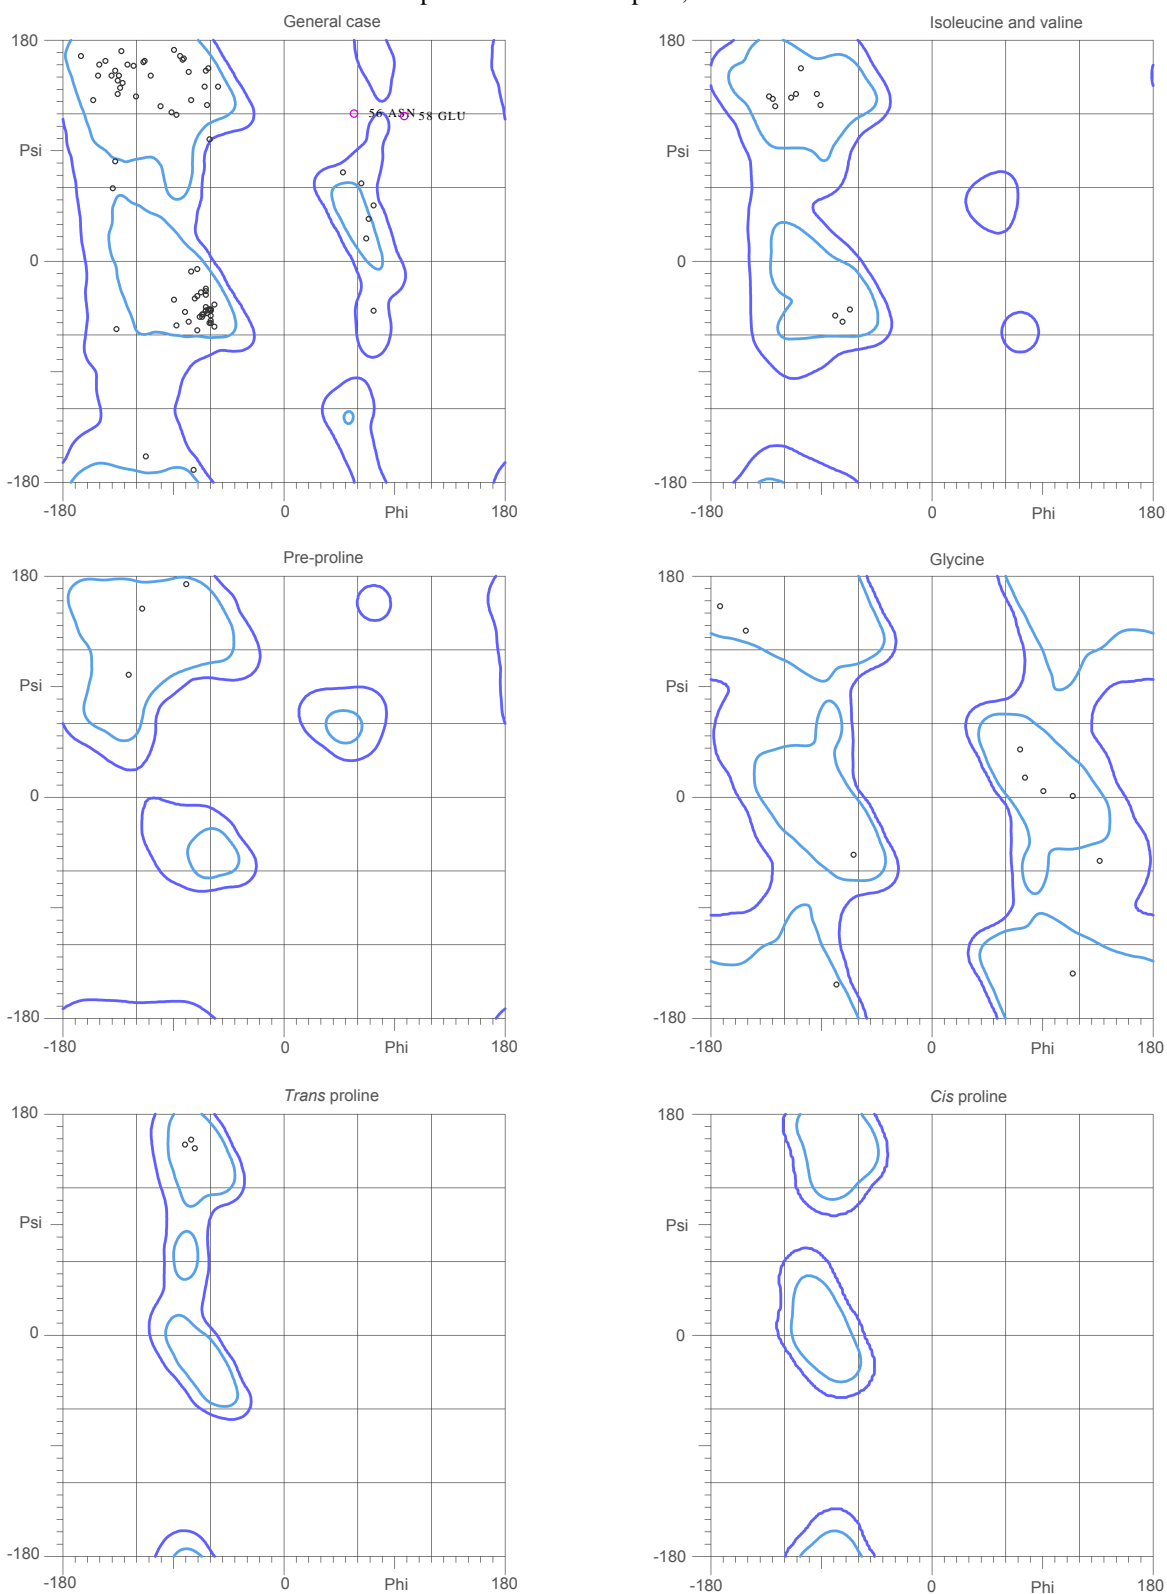 General case
Isoleucine and valine
180
180
56 ASN
58 GLU
Psi
Psi
0
0
-180
-180
-180
0
Phi
180
-180
0
Phi
180
Pre-proline
Glycine
180
180
Psi
Psi
0
0
-180
-180
-180
0
Phi
180
-180
0
Phi
180
Trans proline
Cis proline
180
180
Psi
Psi
0
0
-180
-180
-180
0
Phi
180
-180
0
Phi
180